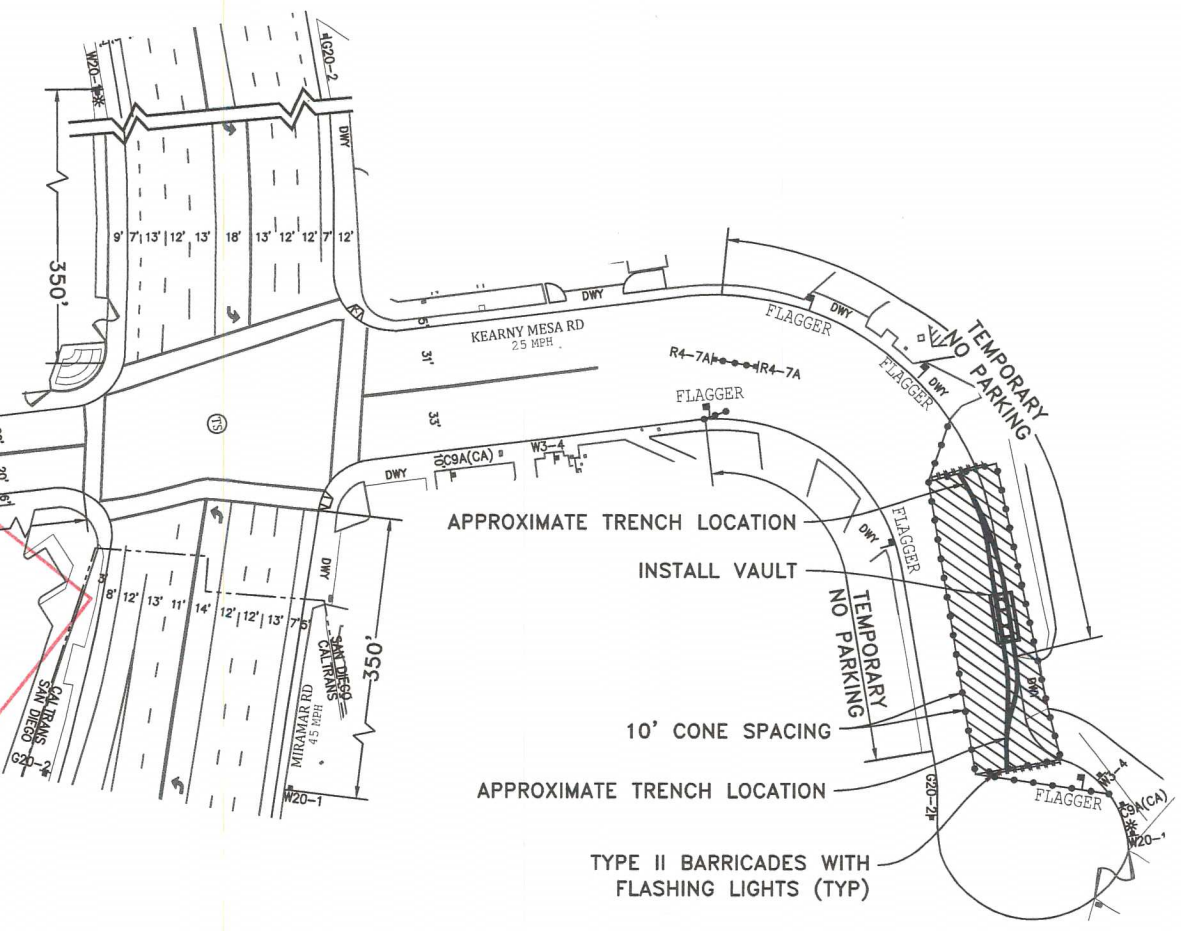 W20-1
G20-2
DWY
9' 7' 13' 12' 13' 18' 13' 12' 12' 7' 12'
350'
5'
31'
33'
10'
KEARNY MESA RD
25 MPH
DWY
R4-7A R4-7A
FLAGGER
DWY
FLAGGER
FLAGGER
DWY
TEMPORARY
NO PARKING
TS
20'
6'
DWY
C9A(CA)
W3-4
APPROXIMATE TRENCH LOCATION
INSTALL VAULT
DWY
FLAGGER
TEMPORARY
NO PARKING
3'
8' 12' 13' 11' 14' 12' 12' 13' 7' 5'
DWY
SAN DIEGO
CALTRANS
350'
MIRAMAR RD
45 MPH
W20-1
CALTRANS
SAN DIEGO
G20-2
DWY
10' CONE SPACING
APPROXIMATE TRENCH LOCATION
G20-2
FLAGGER
W3-4
C9A(CA)
W20-1
TYPE II BARRICADES WITH
FLASHING LIGHTS (TYP)